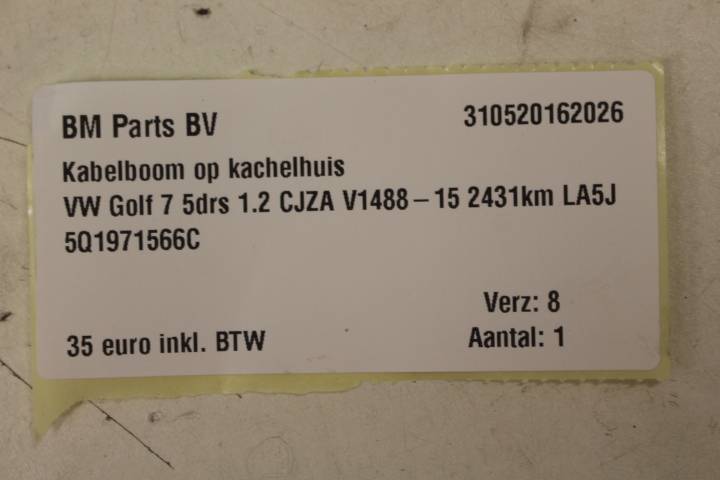 BM Parts BV 310520162026
Kabelboom op kachelhuis
VW Golf 7 5drs 1.2 CJZA V1488-15 2431km LA5J
5Q1971566C
Verz: 8
35 euro inkl. BTW Aantal: 1